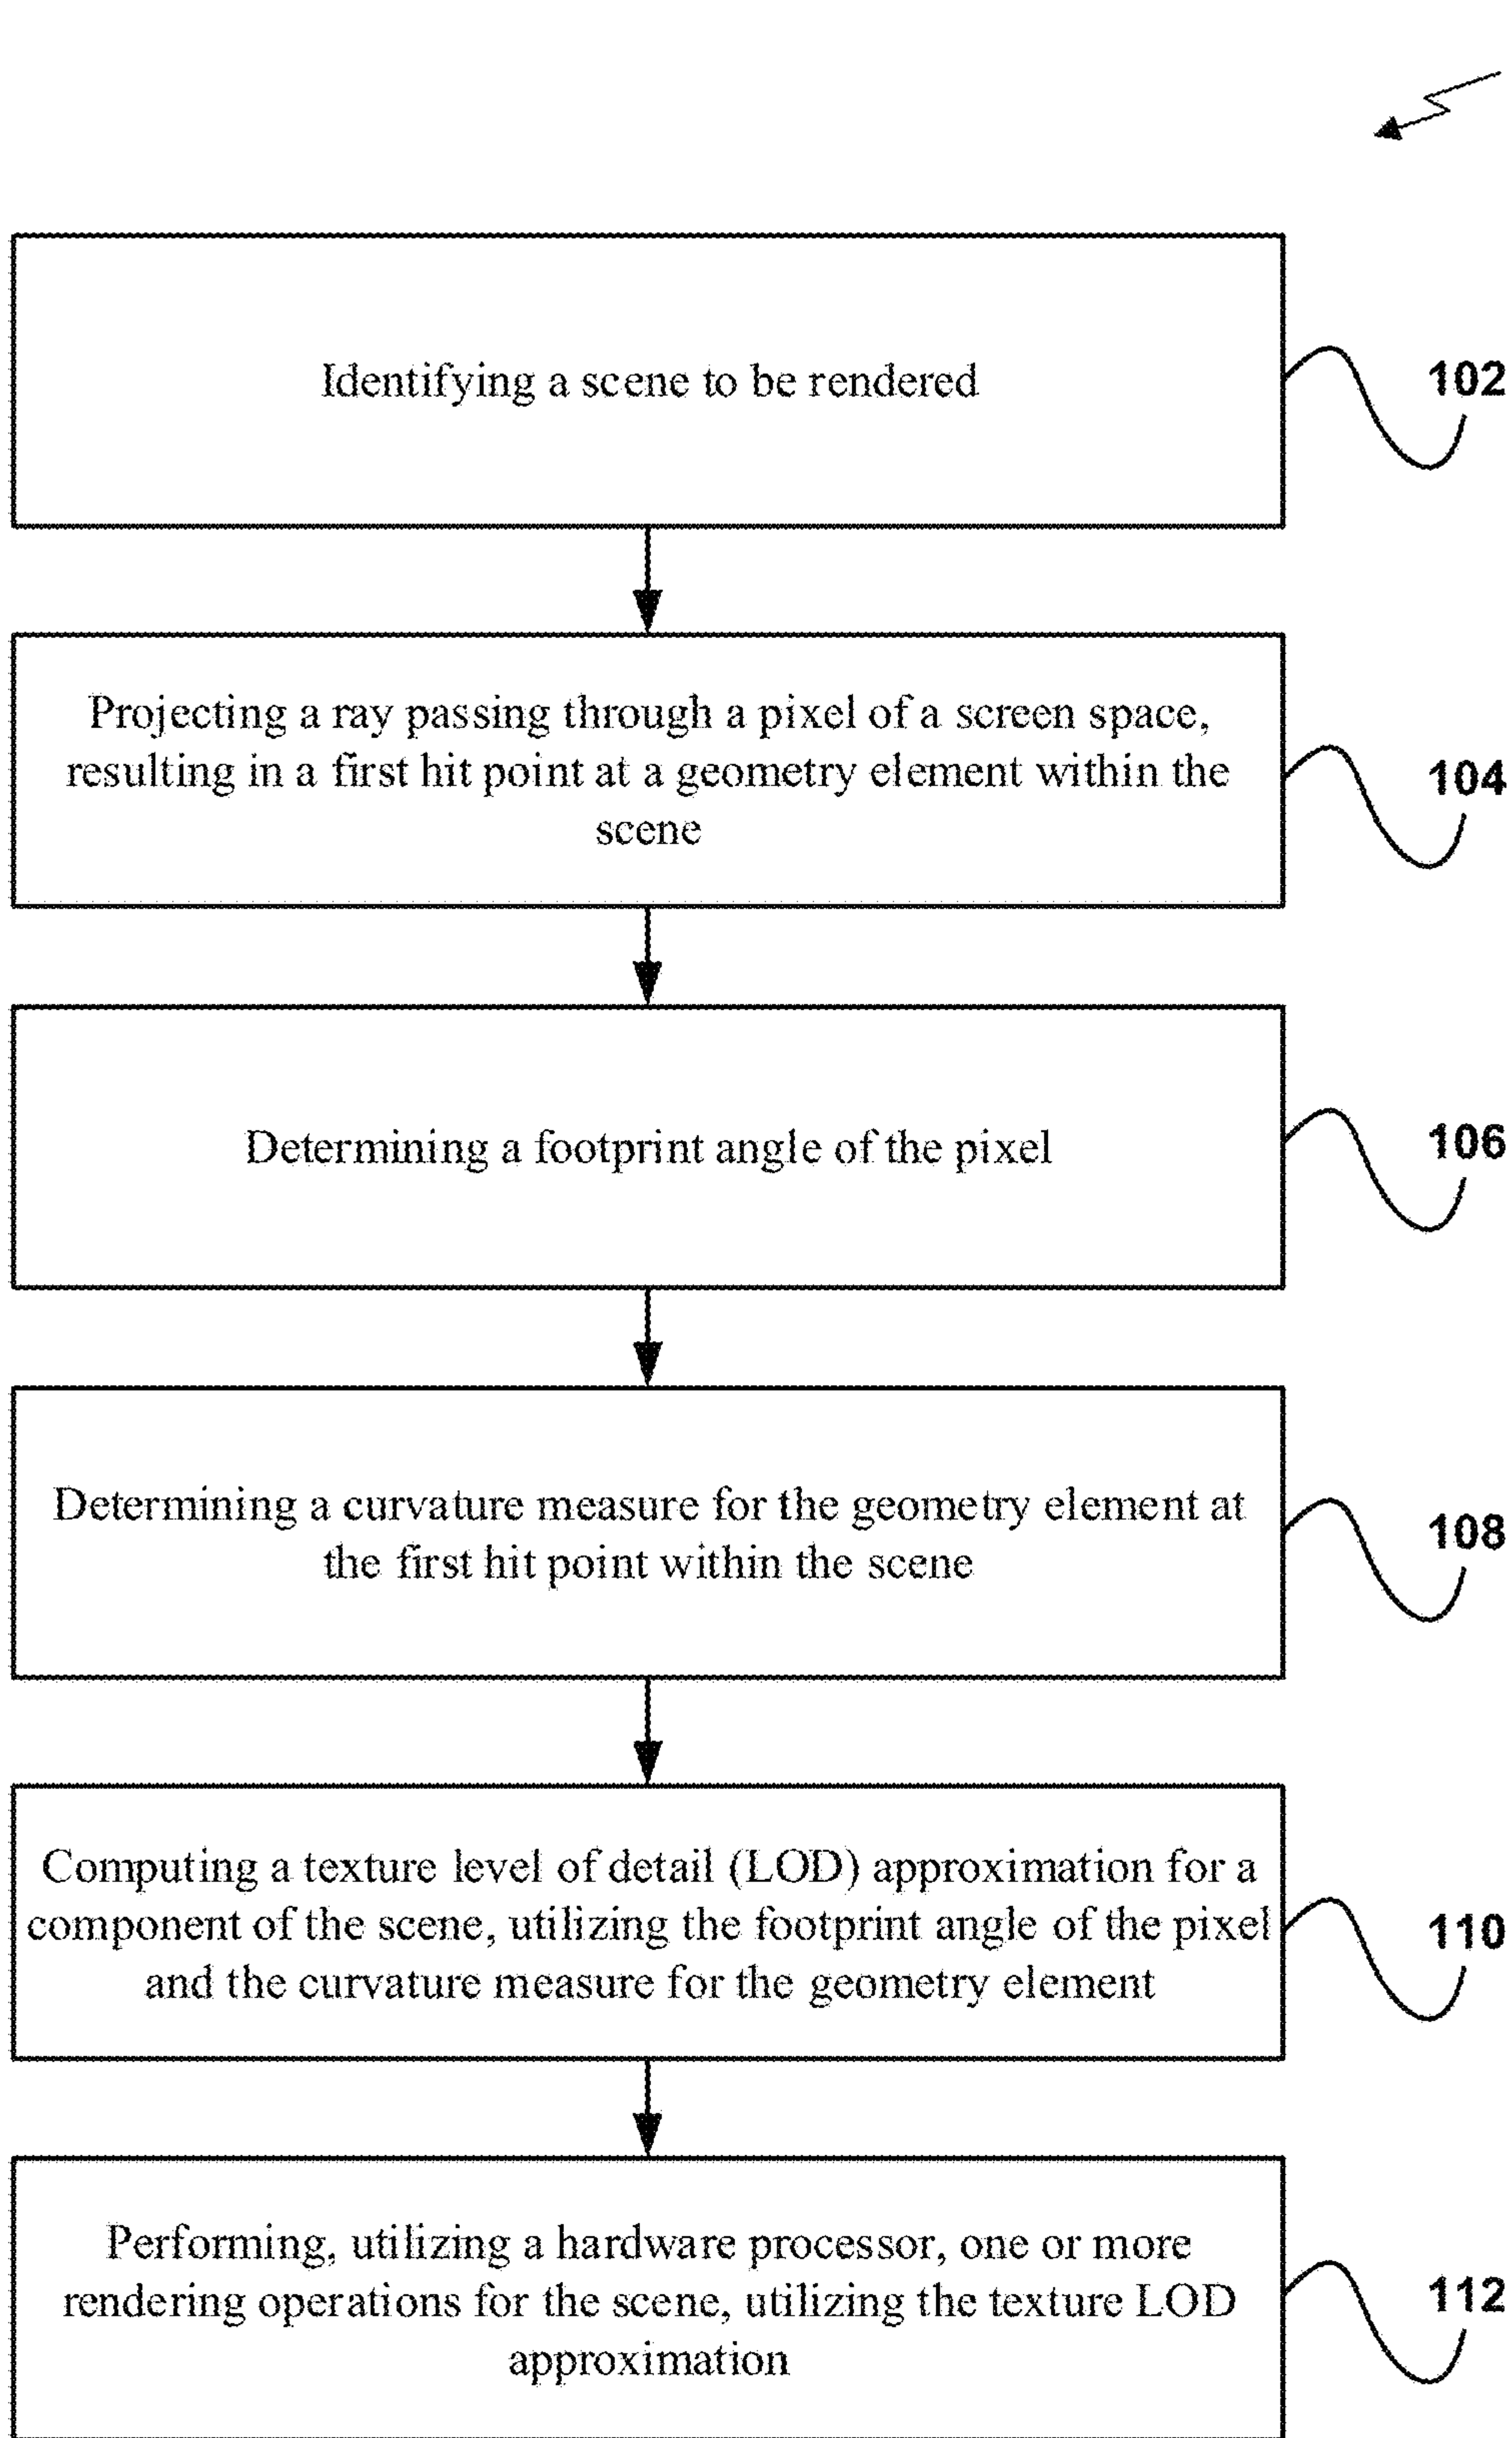 Identifying a scene to be rendered
102
Projecting a ray passing through a pixel of a screen space,
resulting in a first hit point at a geometry element within the
scene
104
Determining a footprint angle of the pixel
106
Determining a curvature measure for the geometry element at
the first hit point within the scene
108
Computing a texture level of detail (LOD) approximation for a
component of the scene, utilizing the footprint angle of the pixel
and the curvature measure for the geometry element
110
Performing, utilizing a hardware processor, one or more
rendering operations for the scene, utilizing the texture LOD
approximation
112